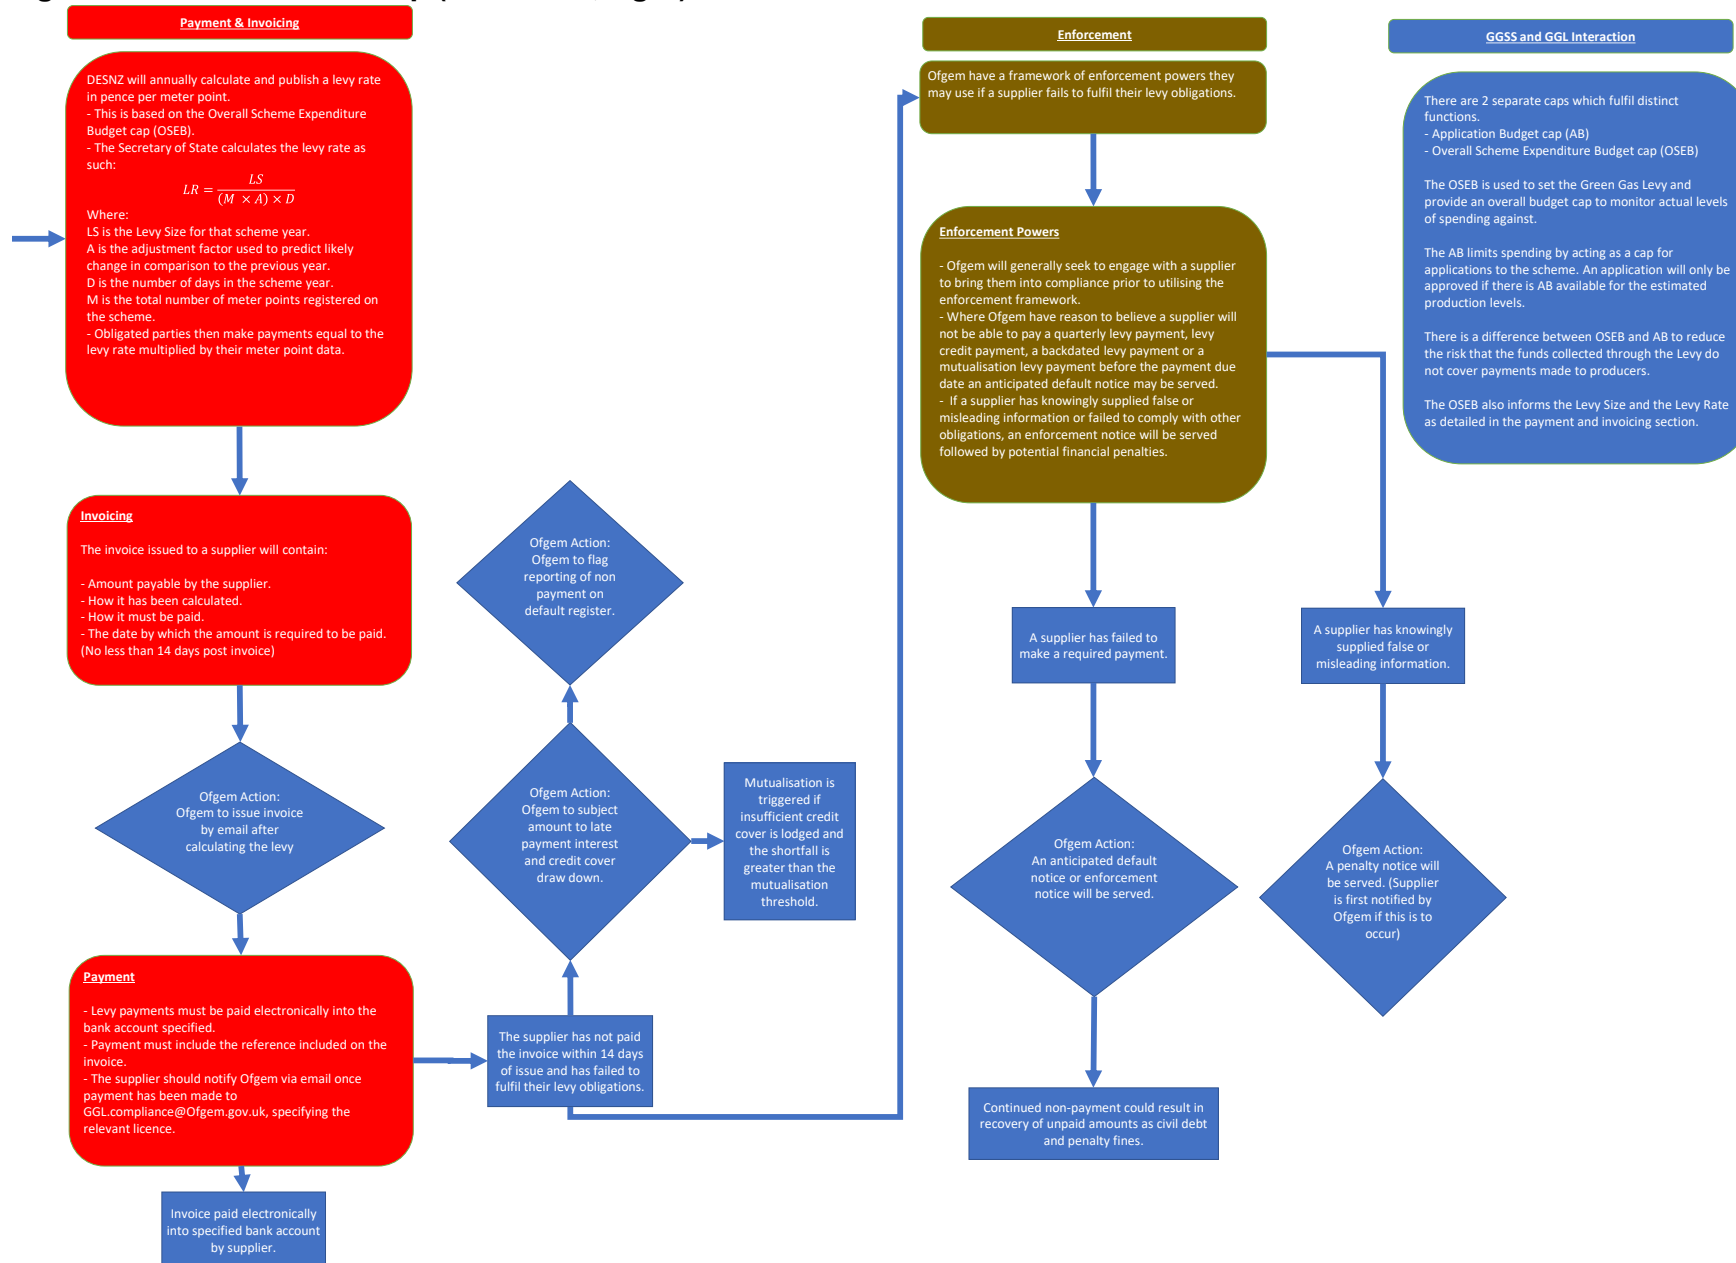 Payment & Invoicing
DESNZ will annually calculate and publish a levy rate
in pence per meter point.
- This is based on the Overall Scheme Expenditure
Budget cap (OSEB).
- The Secretary of State calculates the levy rate as
such:
LR = LS / ((M × A) × D)
Where:
LS is the Levy Size for that scheme year.
A is the adjustment factor used to predict likely
change in comparison to the previous year.
D is the number of days in the scheme year.
M is the total number of meter points registered on
the scheme.
- Obligated parties then make payments equal to the
levy rate multiplied by their meter point data.
Invoicing
The invoice issued to a supplier will contain:
- Amount payable by the supplier.
- How it has been calculated.
- How it must be paid.
- The date by which the amount is required to be paid.
(No less than 14 days post invoice)
Ofgem Action:
Ofgem to issue invoice
by email after
calculating the levy
Payment
- Levy payments must be paid electronically into the
bank account specified.
- Payment must include the reference included on the
invoice.
- The supplier should notify Ofgem via email once
payment has been made to
GGL.compliance@Ofgem.gov.uk, specifying the
relevant licence.
Invoice paid electronically
into specified bank account
by supplier.
The supplier has not paid
the invoice within 14 days
of issue and has failed to
fulfil their levy obligations.
Ofgem Action:
Ofgem to subject
amount to late
payment interest
and credit cover
draw down.
Ofgem Action:
Ofgem to flag
reporting of non
payment on
default register.
Mutualisation is
triggered if
insufficient credit
cover is lodged and
the shortfall is
greater than the
mutualisation
threshold.
Enforcement
Ofgem have a framework of enforcement powers they
may use if a supplier fails to fulfil their levy obligations.
Enforcement Powers
- Ofgem will generally seek to engage with a supplier
to bring them into compliance prior to utilising the
enforcement framework.
- Where Ofgem have reason to believe a supplier will
not be able to pay a quarterly levy payment, levy
credit payment, a backdated levy payment or a
mutualisation levy payment before the payment due
date an anticipated default notice may be served.
- If a supplier has knowingly supplied false or
misleading information or failed to comply with other
obligations, an enforcement notice will be served
followed by potential financial penalties.
A supplier has failed to
make a required payment.
Ofgem Action:
An anticipated default
notice or enforcement
notice will be served.
Continued non-payment could result in
recovery of unpaid amounts as civil debt
and penalty fines.
A supplier has knowingly
supplied false or
misleading information.
Ofgem Action:
A penalty notice will
be served. (Supplier
is first notified by
Ofgem if this is to
occur)
GGSS and GGL Interaction
There are 2 separate caps which fulfil distinct
functions.
- Application Budget cap (AB)
- Overall Scheme Expenditure Budget cap (OSEB)
The OSEB is used to set the Green Gas Levy and
provide an overall budget cap to monitor actual levels
of spending against.
The AB limits spending by acting as a cap for
applications to the scheme. An application will only be
approved if there is AB available for the estimated
production levels.
There is a difference between OSEB and AB to reduce
the risk that the funds collected through the Levy do
not cover payments made to producers.
The OSEB also informs the Levy Size and the Levy Rate
as detailed in the payment and invoicing section.